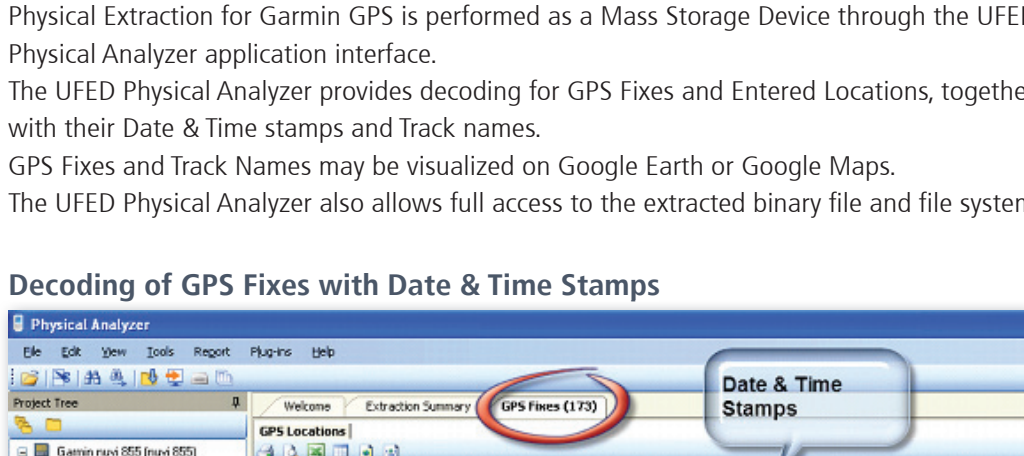 Physical Extraction for Garmin GPS is performed as a Mass Storage Device through the UFED
Physical Analyzer application interface.
The UFED Physical Analyzer provides decoding for GPS Fixes and Entered Locations, togethe
with their Date & Time stamps and Track names.
GPS Fixes and Track Names may be visualized on Google Earth or Google Maps.
The UFED Physical Analyzer also allows full access to the extracted binary file and file system
Decoding of GPS Fixes with Date & Time Stamps
Physical Analyzer
File Edit View Tools Report Plug-ins Help
Date & Time
Stamps
Project Tree
Welcome Extraction Summary GPS Fixes (173)
GPS Locations
Garmin nuvi 855 (nuvi 855)